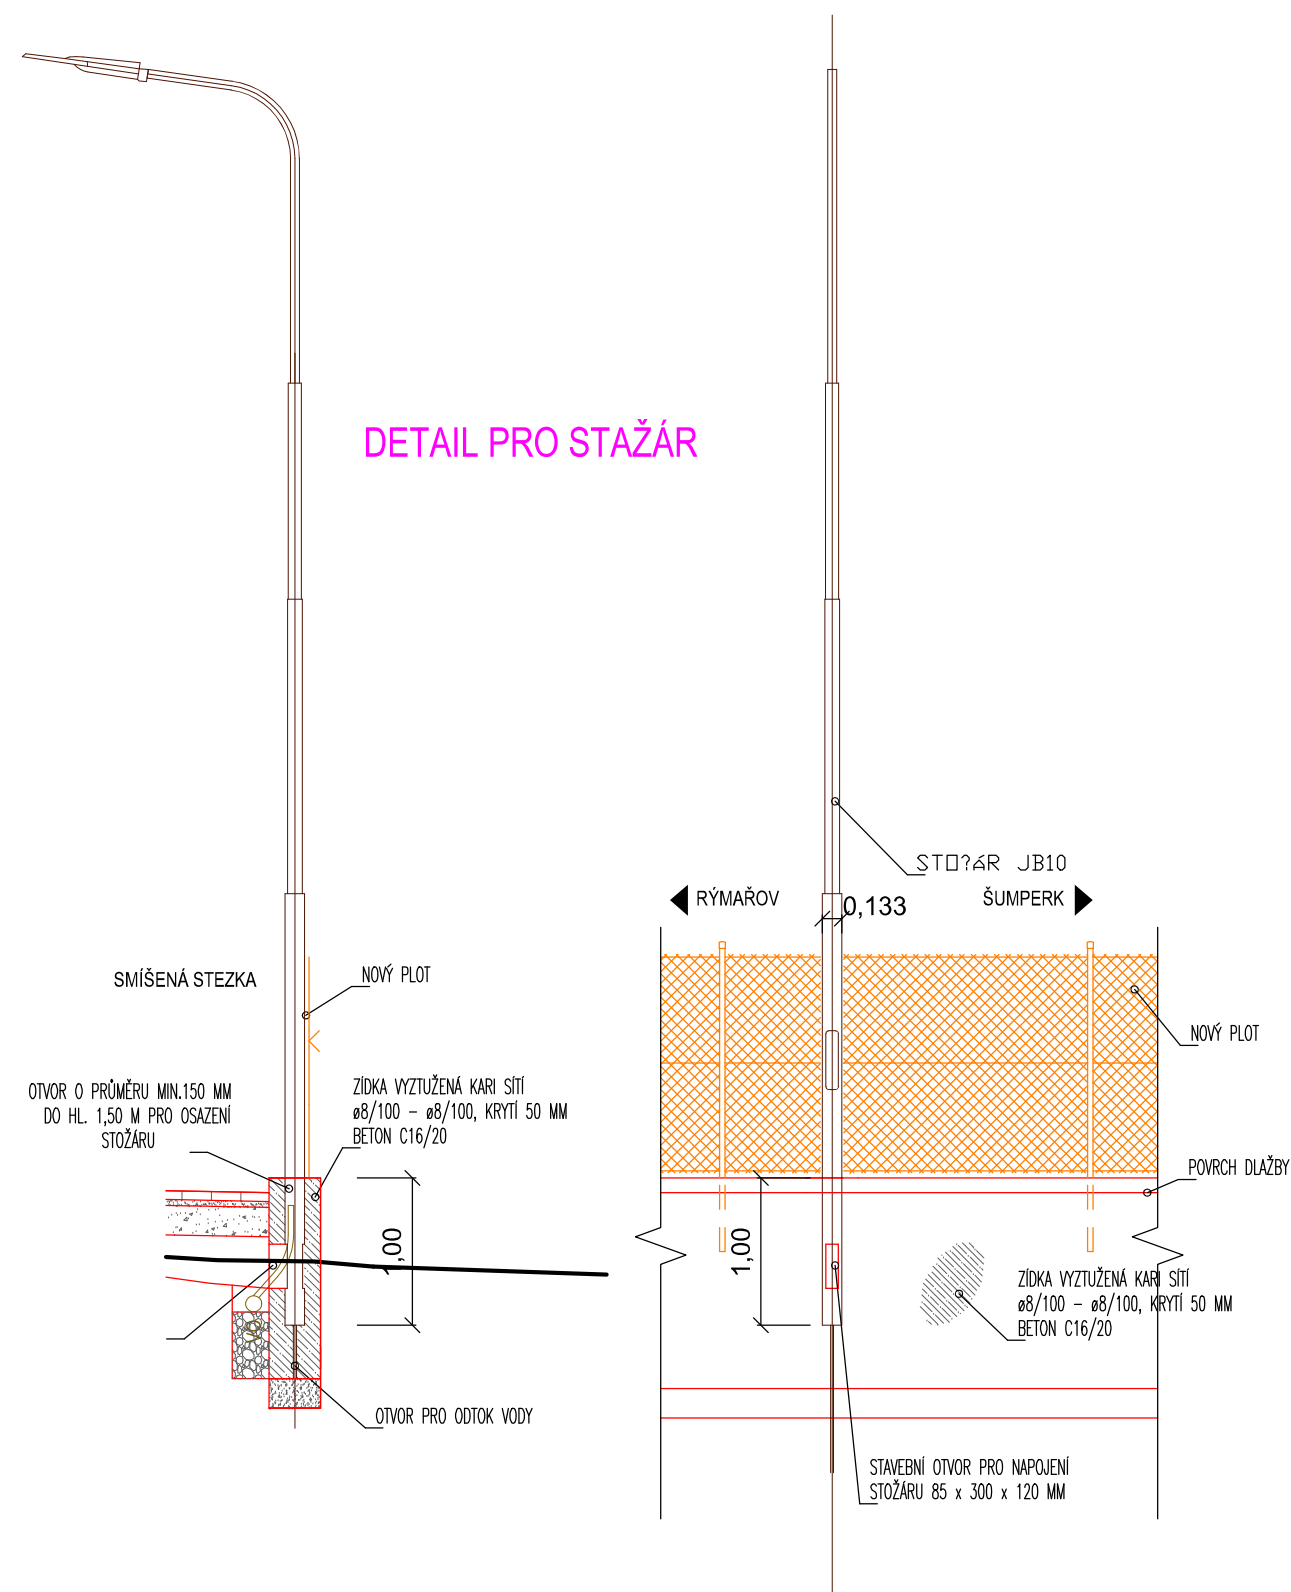 DETAIL PRO STAŽÁR
STO?ÁR JB10
RÝMAŘOV
ŠUMPERK
0,133
SMÍŠENÁ STEZKA
NOVÝ PLOT
NOVÝ PLOT
OTVOR O PRŮMĚRU MIN.150 MM
DO HL. 1,50 M PRO OSAZENÍ
STOŽÁRU
ZÍDKA VYZTUŽENÁ KARI SÍTÍ
ø8/100 – ø8/100, KRYTÍ 50 MM
BETON C16/20
POVRCH DLAŽBY
1,00
1,00
ZÍDKA VYZTUŽENÁ KARI SÍTÍ
ø8/100 – ø8/100, KRYTÍ 50 MM
BETON C16/20
OTVOR PRO ODTOK VODY
STAVEBNÍ OTVOR PRO NAPOJENÍ
STOŽÁRU 85 x 300 x 120 MM